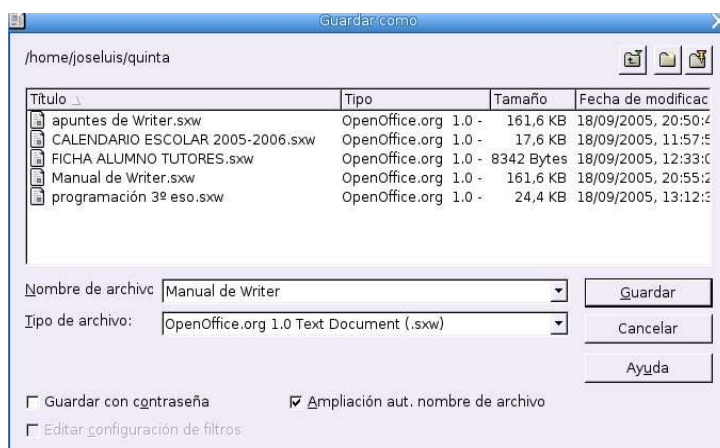 Guardar como
/home/joseluis/quinta
Título Tipo Tamaño Fecha de modificac
apuntes de Writer.sxw OpenOffice.org 1.0 - 161,6 KB 18/09/2005, 20:50:4
CALENDARIO ESCOLAR 2005-2006.sxw OpenOffice.org 1.0 - 17,6 KB 18/09/2005, 11:57:5
FICHA ALUMNO TUTORES.sxw OpenOffice.org 1.0 - 8342 Bytes 18/09/2005, 12:33:0
Manual de Writer.sxw OpenOffice.org 1.0 - 161,6 KB 18/09/2005, 20:55:2
programación 3º eso.sxw OpenOffice.org 1.0 - 24,4 KB 18/09/2005, 13:12:3
Nombre de archivo Manual de Writer Guardar
Tipo de archivo: OpenOffice.org 1.0 Text Document (.sxw) Cancelar
Ayuda
Guardar con contraseña Ampliación aut. nombre de archivo
Editar configuración de filtros